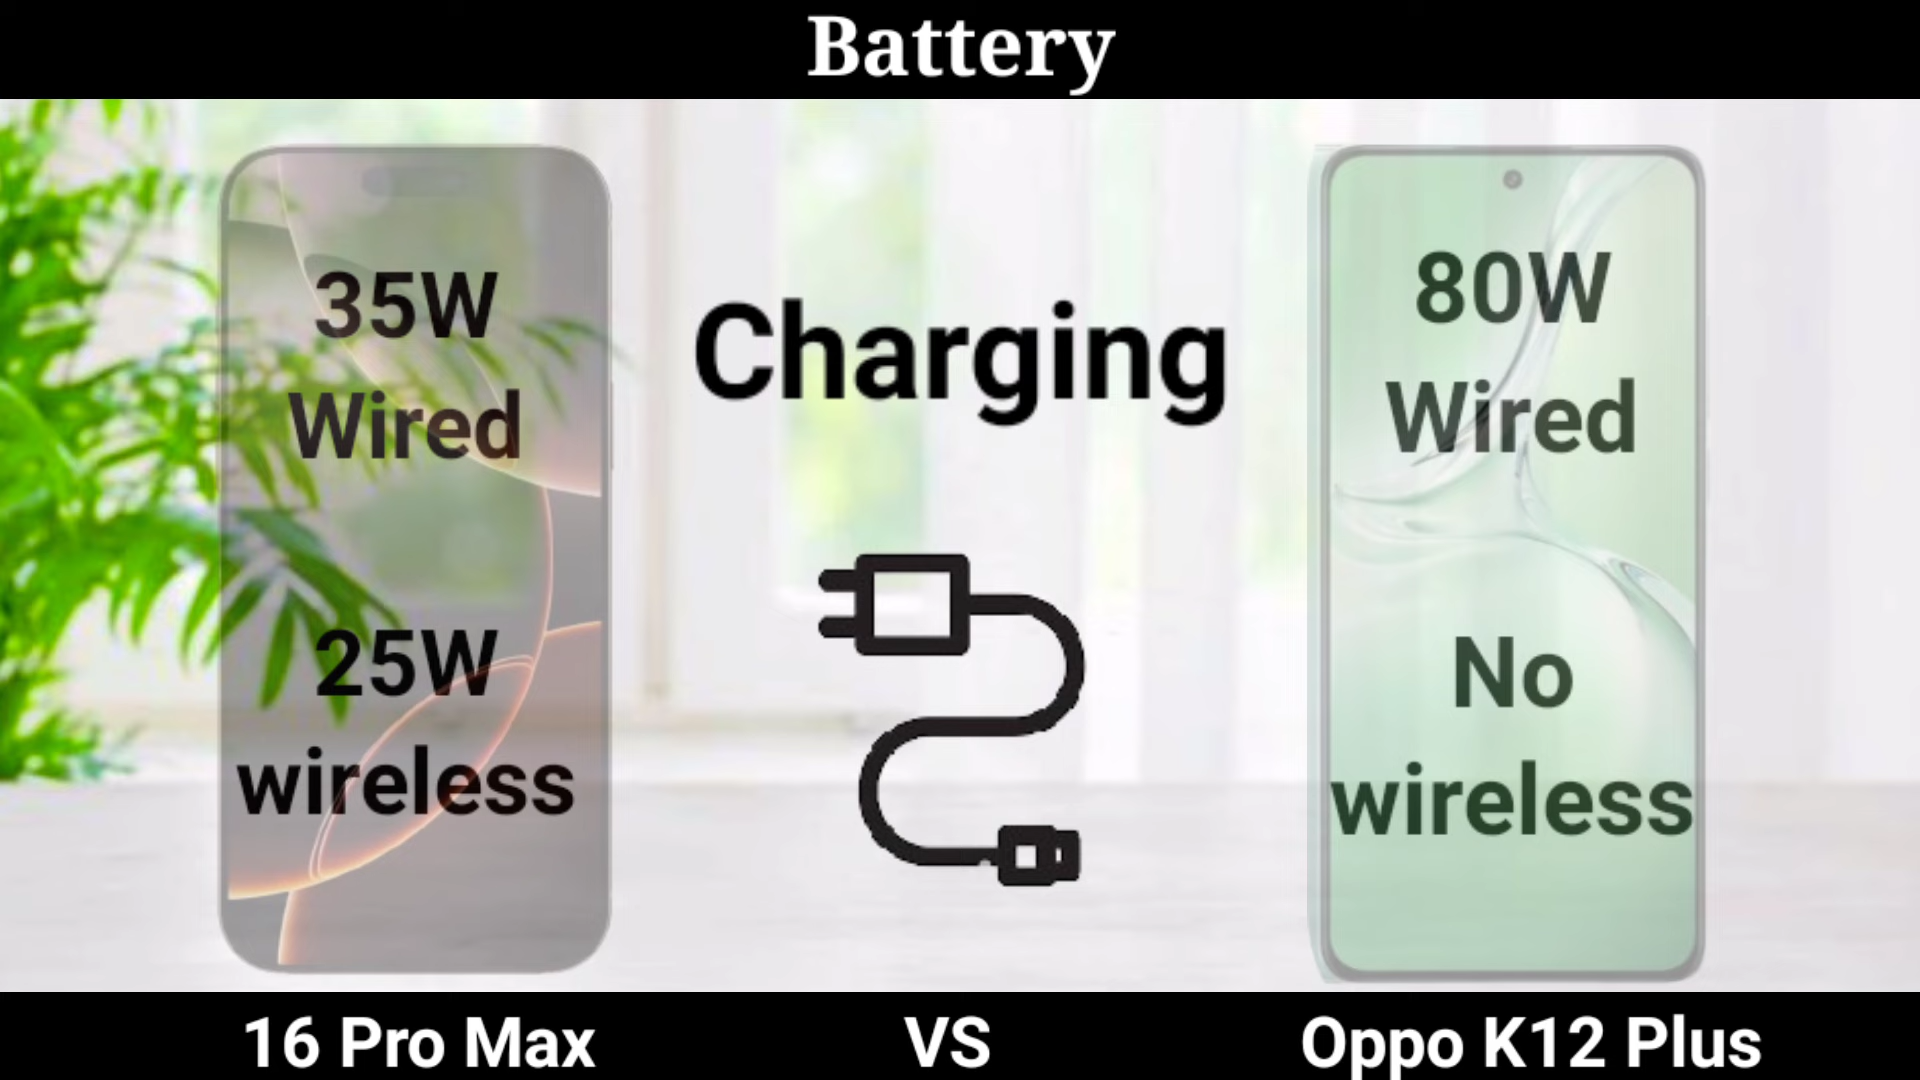 Battery
35W
Wired
25W
wireless
Charging
80W
Wired
No
wireless
16 Pro Max
VS
Oppo K12 Plus